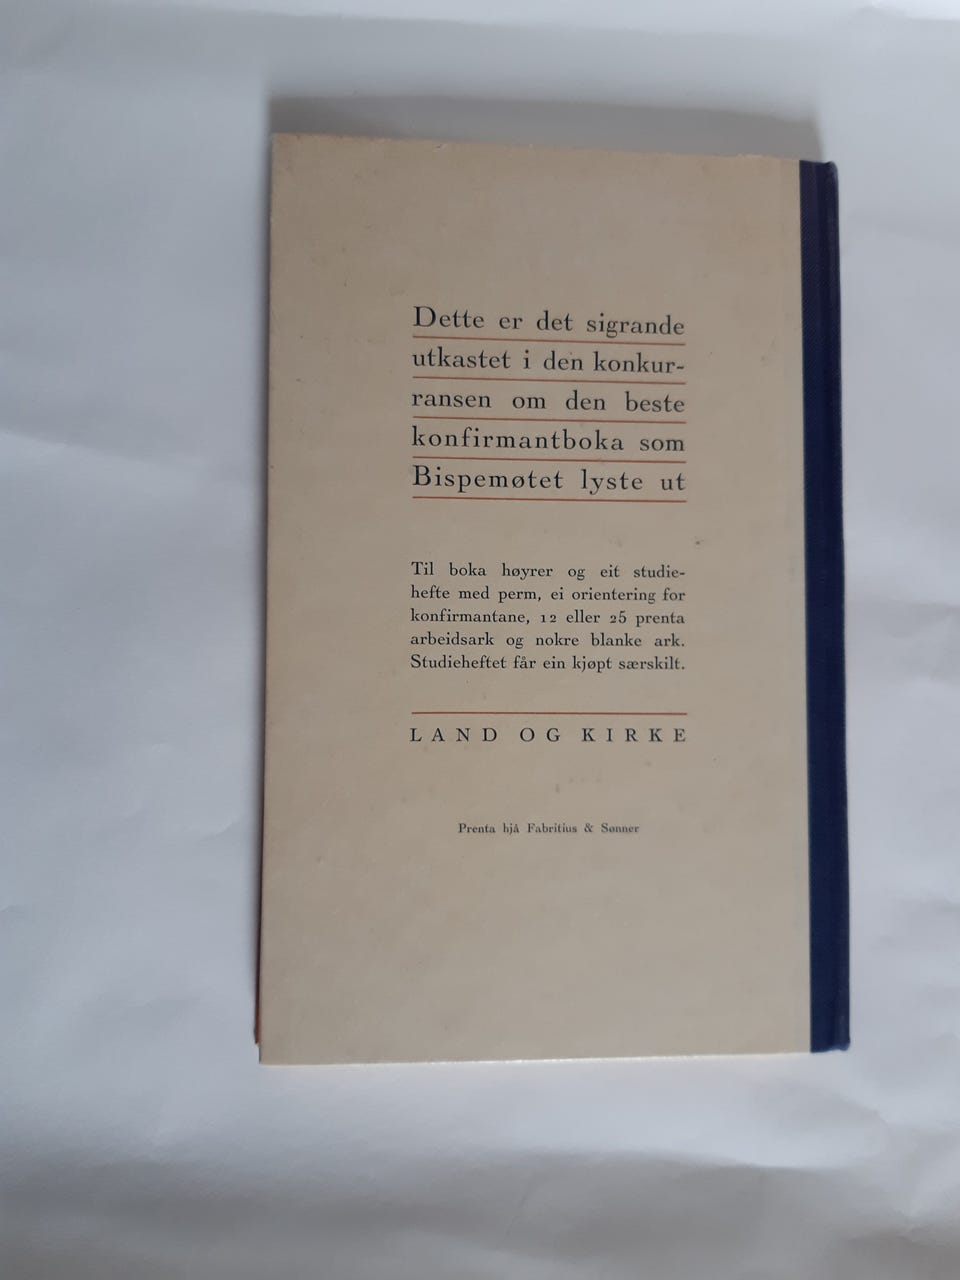 Dette er det sigrande
utkastet i den konkur-
ransen om den beste
konfirmantboka som
Bispemøtet lyste ut
Til boka høyrer og eit studie-
hefte med perm, ei orientering for
konfirmantane, 12 eller 25 prenta
arbeidsark og nokre blanke ark.
Studieheftet får ein kjøpt særskilt.
LAND OG KIRKE
Prenta hjå Fabritius & Sønner